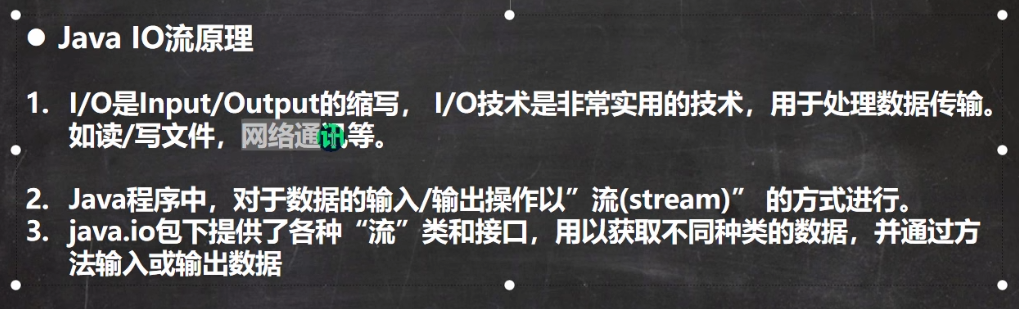 ● Java IO流原理
1. I/O是Input/Output的缩写， I/O技术是非常实用的技术，用于处理数据传输。
如读/写文件，网络通讯等。
2. Java程序中，对于数据的输入/输出操作以”流(stream)” 的方式进行。
3. java.io包下提供了各种“流”类和接口，用以获取不同种类的数据，并通过方
法输入或输出数据